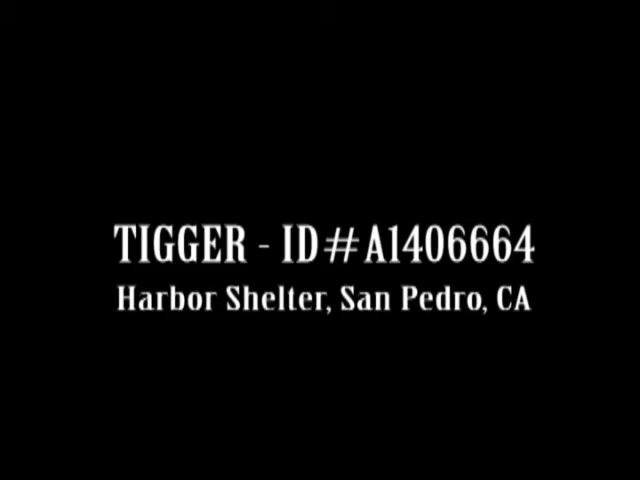 TIGGER - ID#A1406664
Harbor Shelter, San Pedro, CA